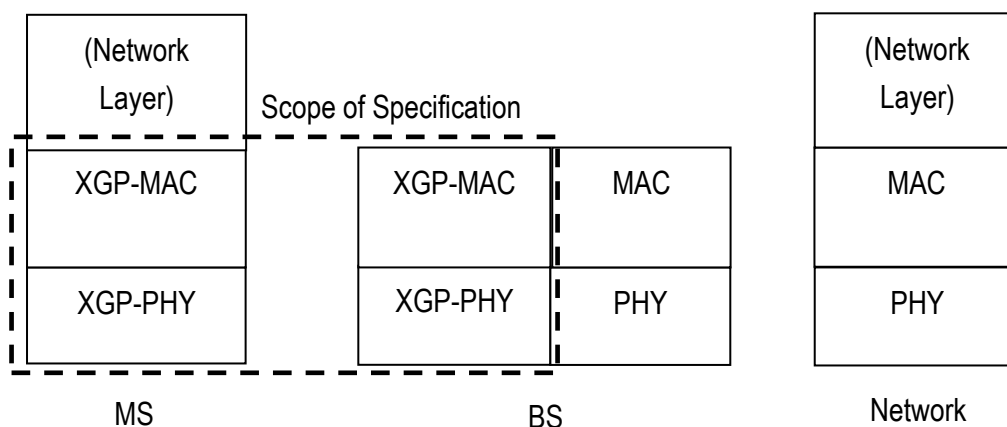 (Network
Layer)
(Network
Layer)
Scope of Specification
XGP-MAC
XGP-MAC
MAC
MAC
XGP-PHY
XGP-PHY
PHY
PHY
MS
BS
Network